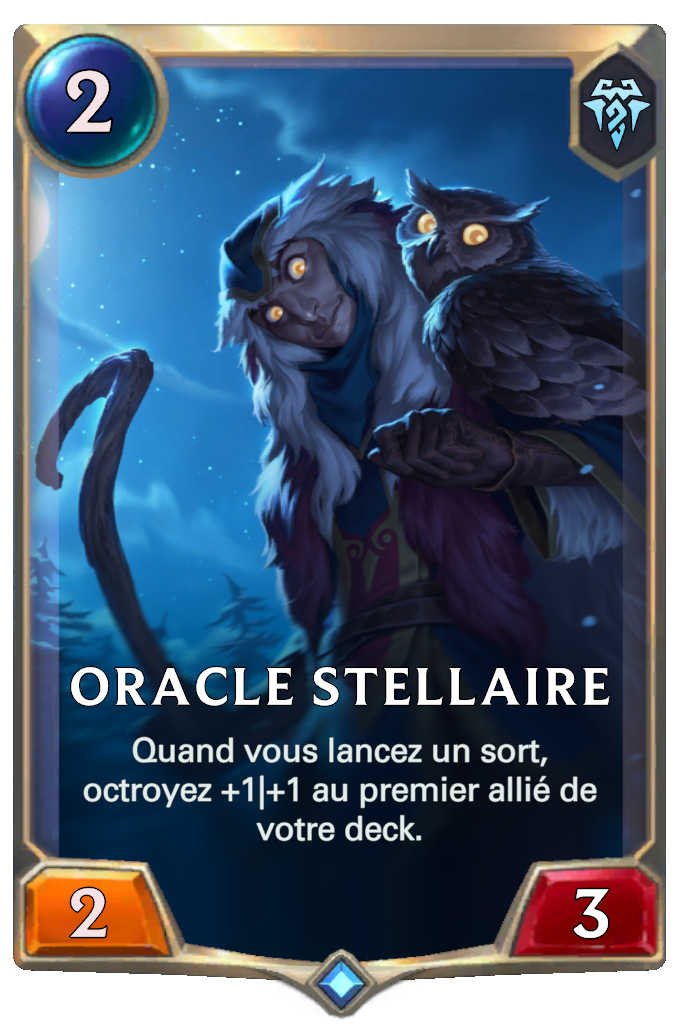 2
ORACLE STELLAIRE
Quand vous lancez un sort,
octroyez +1|+1 au premier allié de
votre deck.
2
3